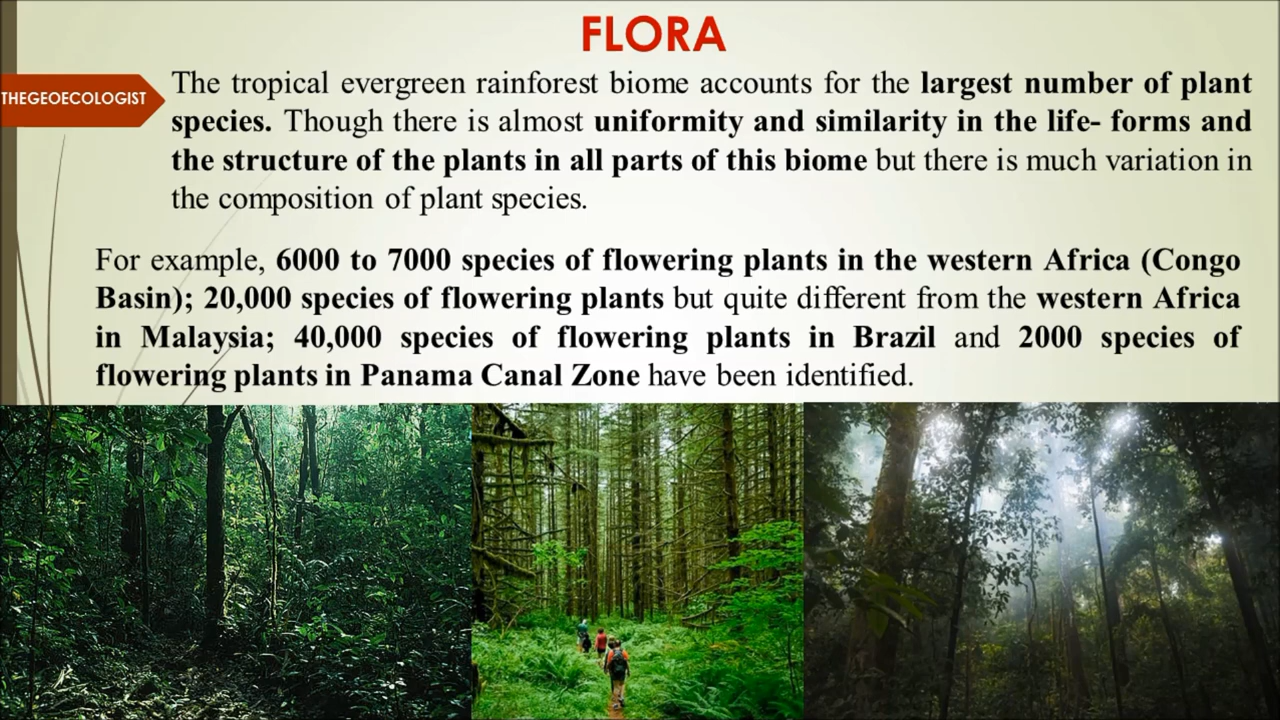 FLORA
THEGEOECOLOGIST
The tropical evergreen rainforest biome accounts for the largest number of plant
species. Though there is almost uniformity and similarity in the life- forms and
the structure of the plants in all parts of this biome but there is much variation in
the composition of plant species.
For example, 6000 to 7000 species of flowering plants in the western Africa (Congo
Basin); 20,000 species of flowering plants but quite different from the western Africa
in Malaysia; 40,000 species of flowering plants in Brazil and 2000 species of
flowering plants in Panama Canal Zone have been identified.